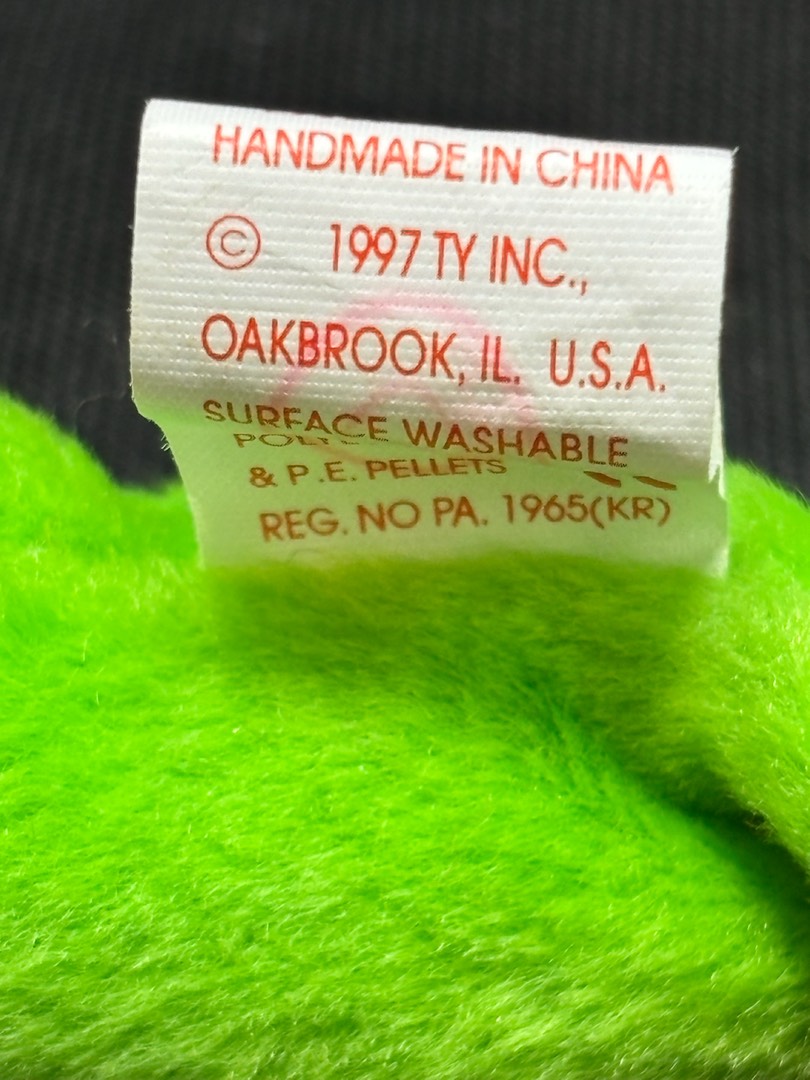 HANDMADE IN CHINA
© 1997 TY INC.,
OAKBROOK, IL. U.S.A.
SURFACE WASHABLE
& P.E. PELLETS
REG. NO PA. 1965(KR)